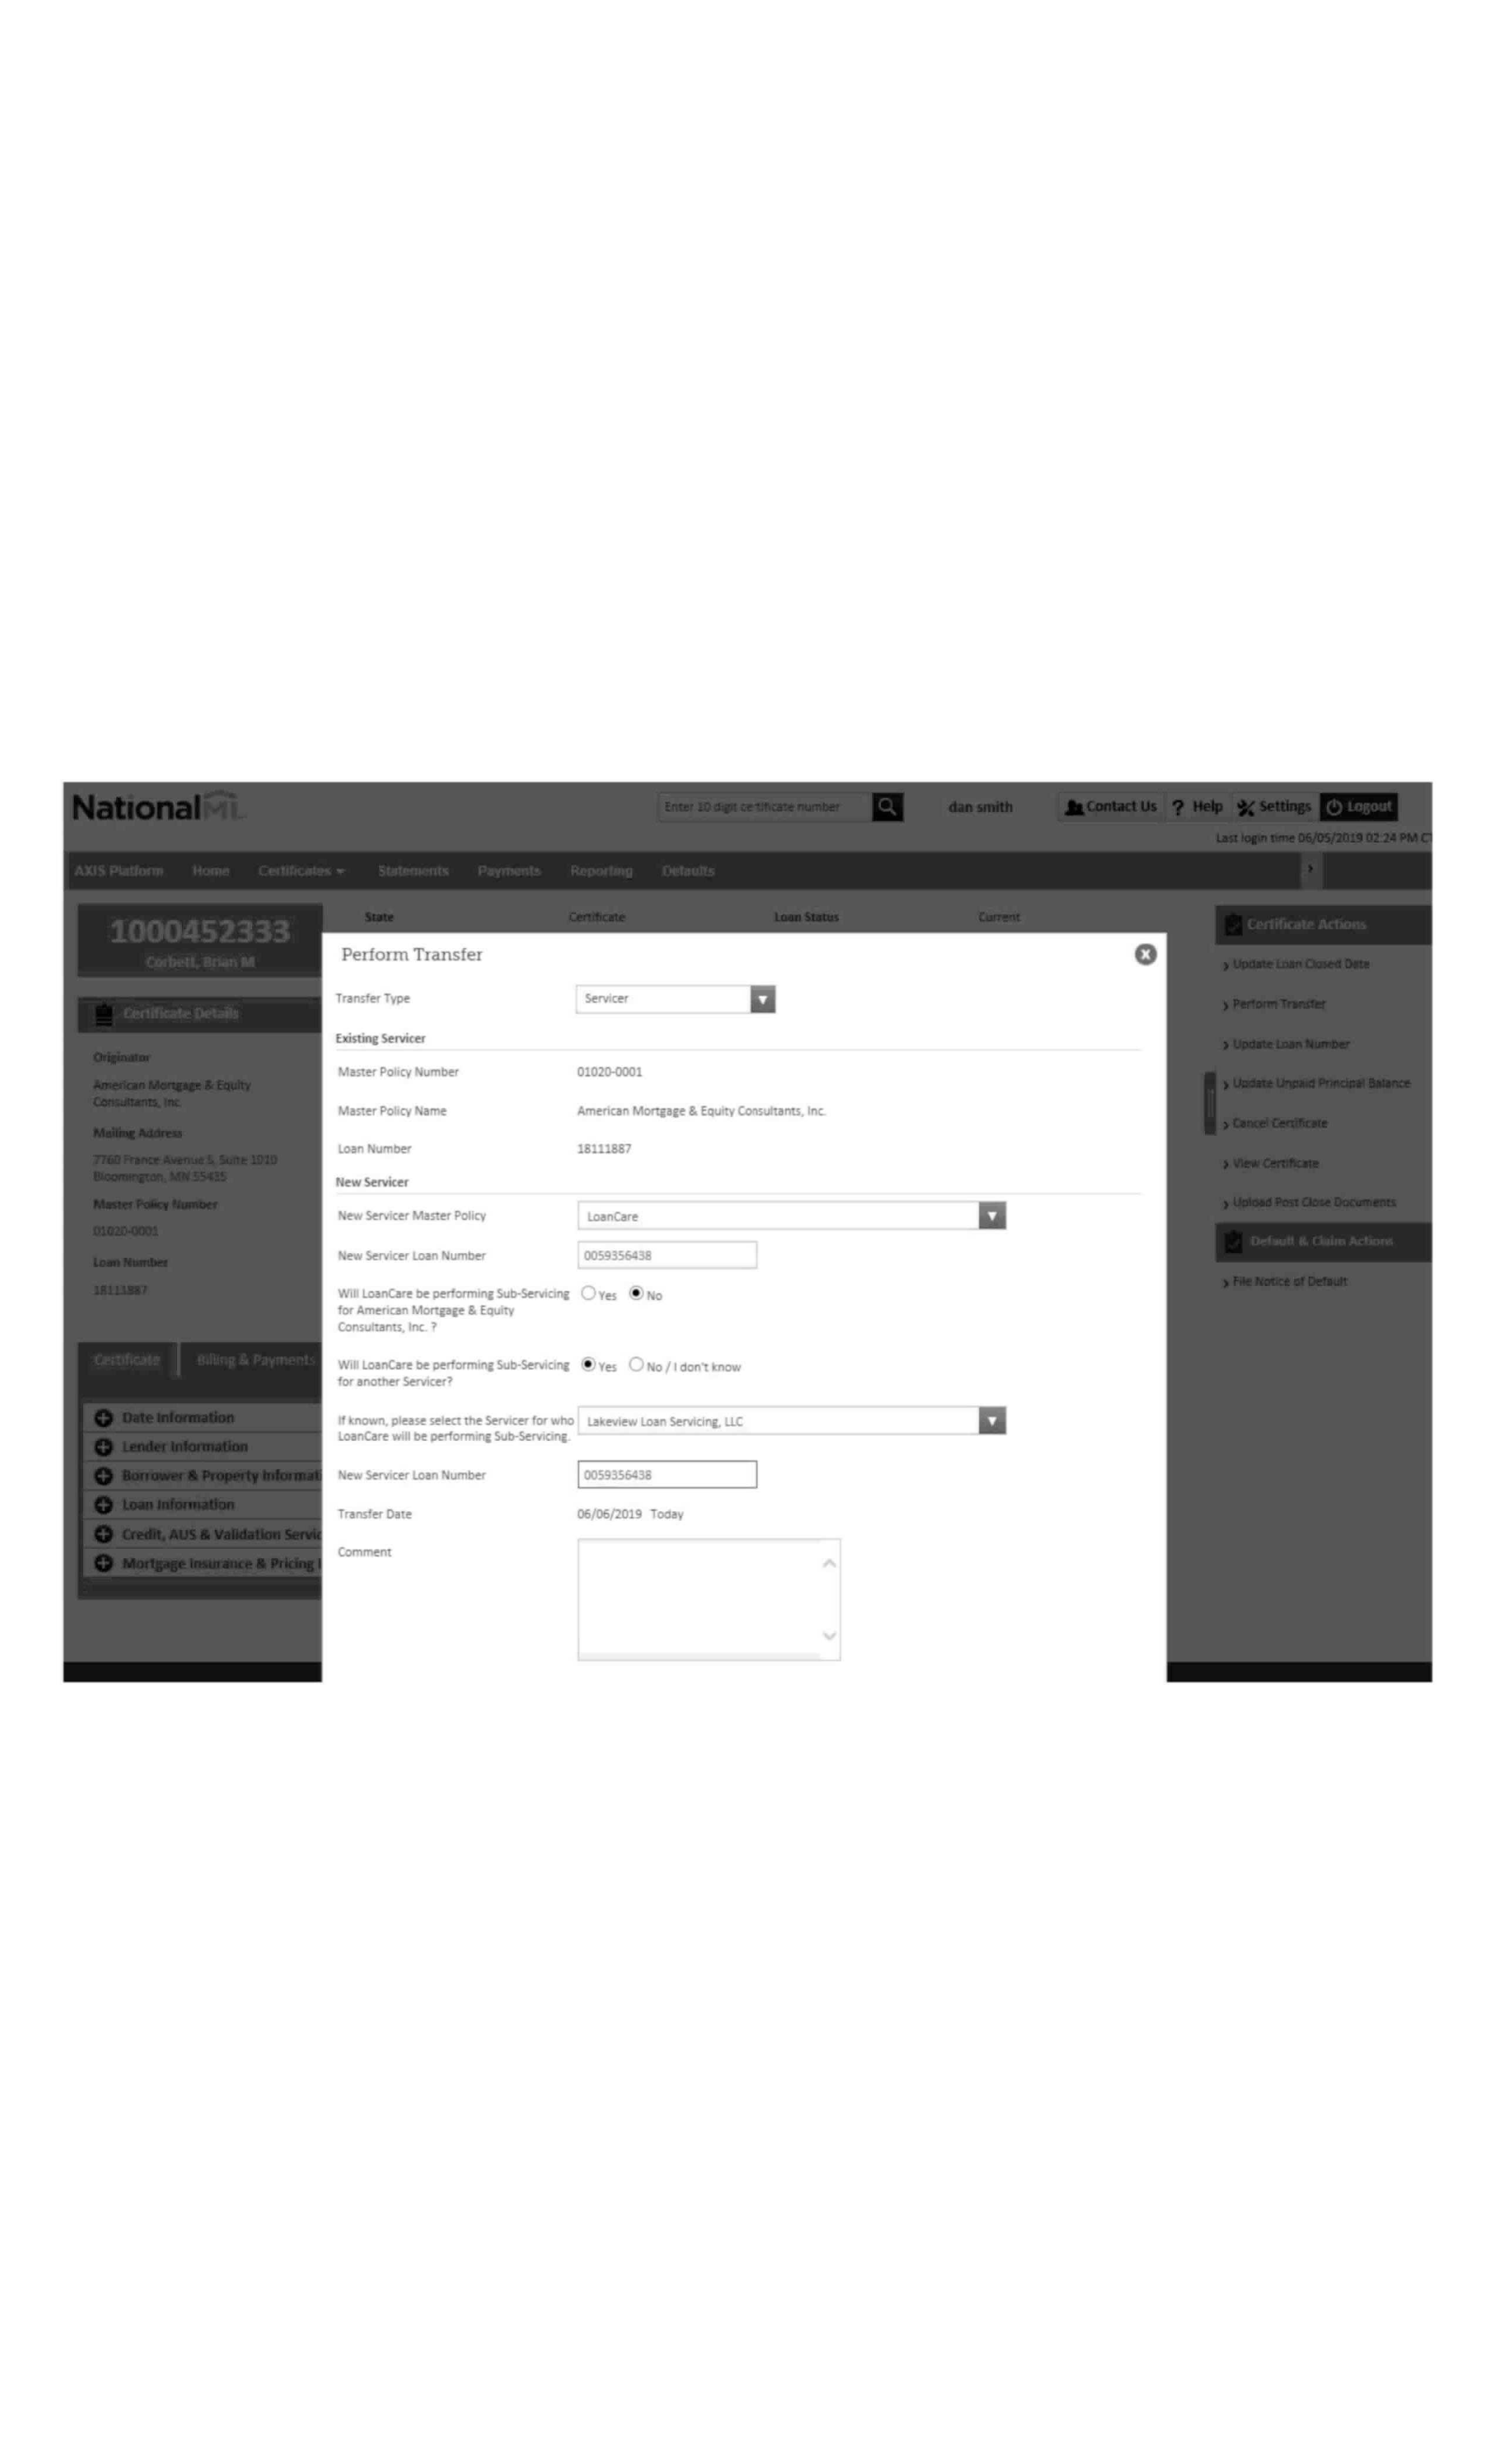 NationalMI
Enter 10 digit certificate number
dan smith
Contact Us
? Help
Settings
Logout
Last login time 06/05/2019 02:24 PM
AXIS Platform Home Certificates Statements Payments Reporting Defaults
1000452333
Corbett, Brian M
State Certificate Loan Status Current
Certificate Details
Originator
American Mortgage & Equity
Consultants, Inc.
Mailing Address
7760 France Avenue S, Suite 1010
Bloomington, MN 55435
Master Policy Number
01020-0001
Loan Number
18111887
Certificate Billing & Payments
Date Information
Lender Information
Borrower & Property Informati
Loan Information
Credit, AUS & Validation Servic
Mortgage Insurance & Pricing I
Perform Transfer
Transfer Type Servicer
Existing Servicer
Master Policy Number 01020-0001
Master Policy Name American Mortgage & Equity Consultants, Inc.
Loan Number 18111887
New Servicer
New Servicer Master Policy LoanCare
New Servicer Loan Number 0059356438
Will LoanCare be performing Sub-Servicing Yes No
for American Mortgage & Equity
Consultants, Inc. ?
Will LoanCare be performing Sub-Servicing Yes No / I don't know
for another Servicer?
If known, please select the Servicer for who Lakeview Loan Servicing, LLC
LoanCare will be performing Sub-Servicing.
New Servicer Loan Number 0059356438
Transfer Date 06/06/2019 Today
Comment
Certificate Actions
Update Loan Closed Date
Perform Transfer
Update Loan Number
Update Unpaid Principal Balance
Cancel Certificate
View Certificate
Upload Post Close Documents
Default & Claim Actions
File Notice of Default